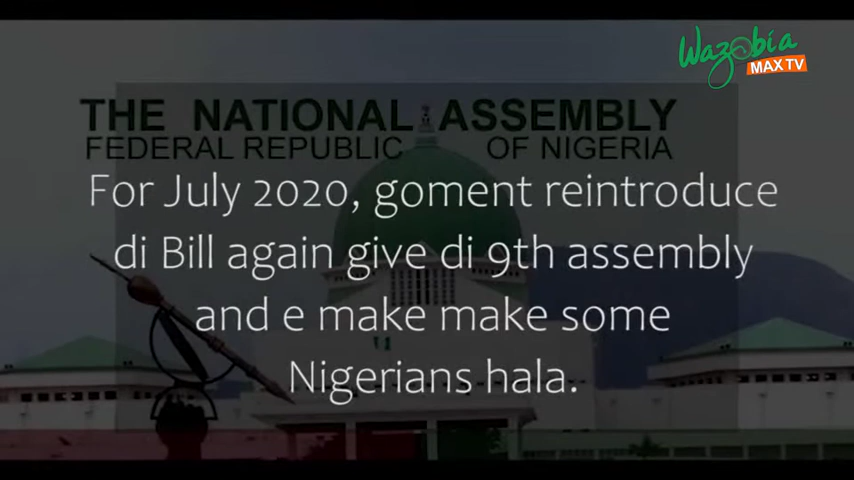 Wazobia
MAX TV
THE NATIONAL ASSEMBLY
FEDERAL REPUBLIC OF NIGERIA
For July 2020, goment reintroduce
di Bill again give di 9th assembly
and e make make some
Nigerians hala.